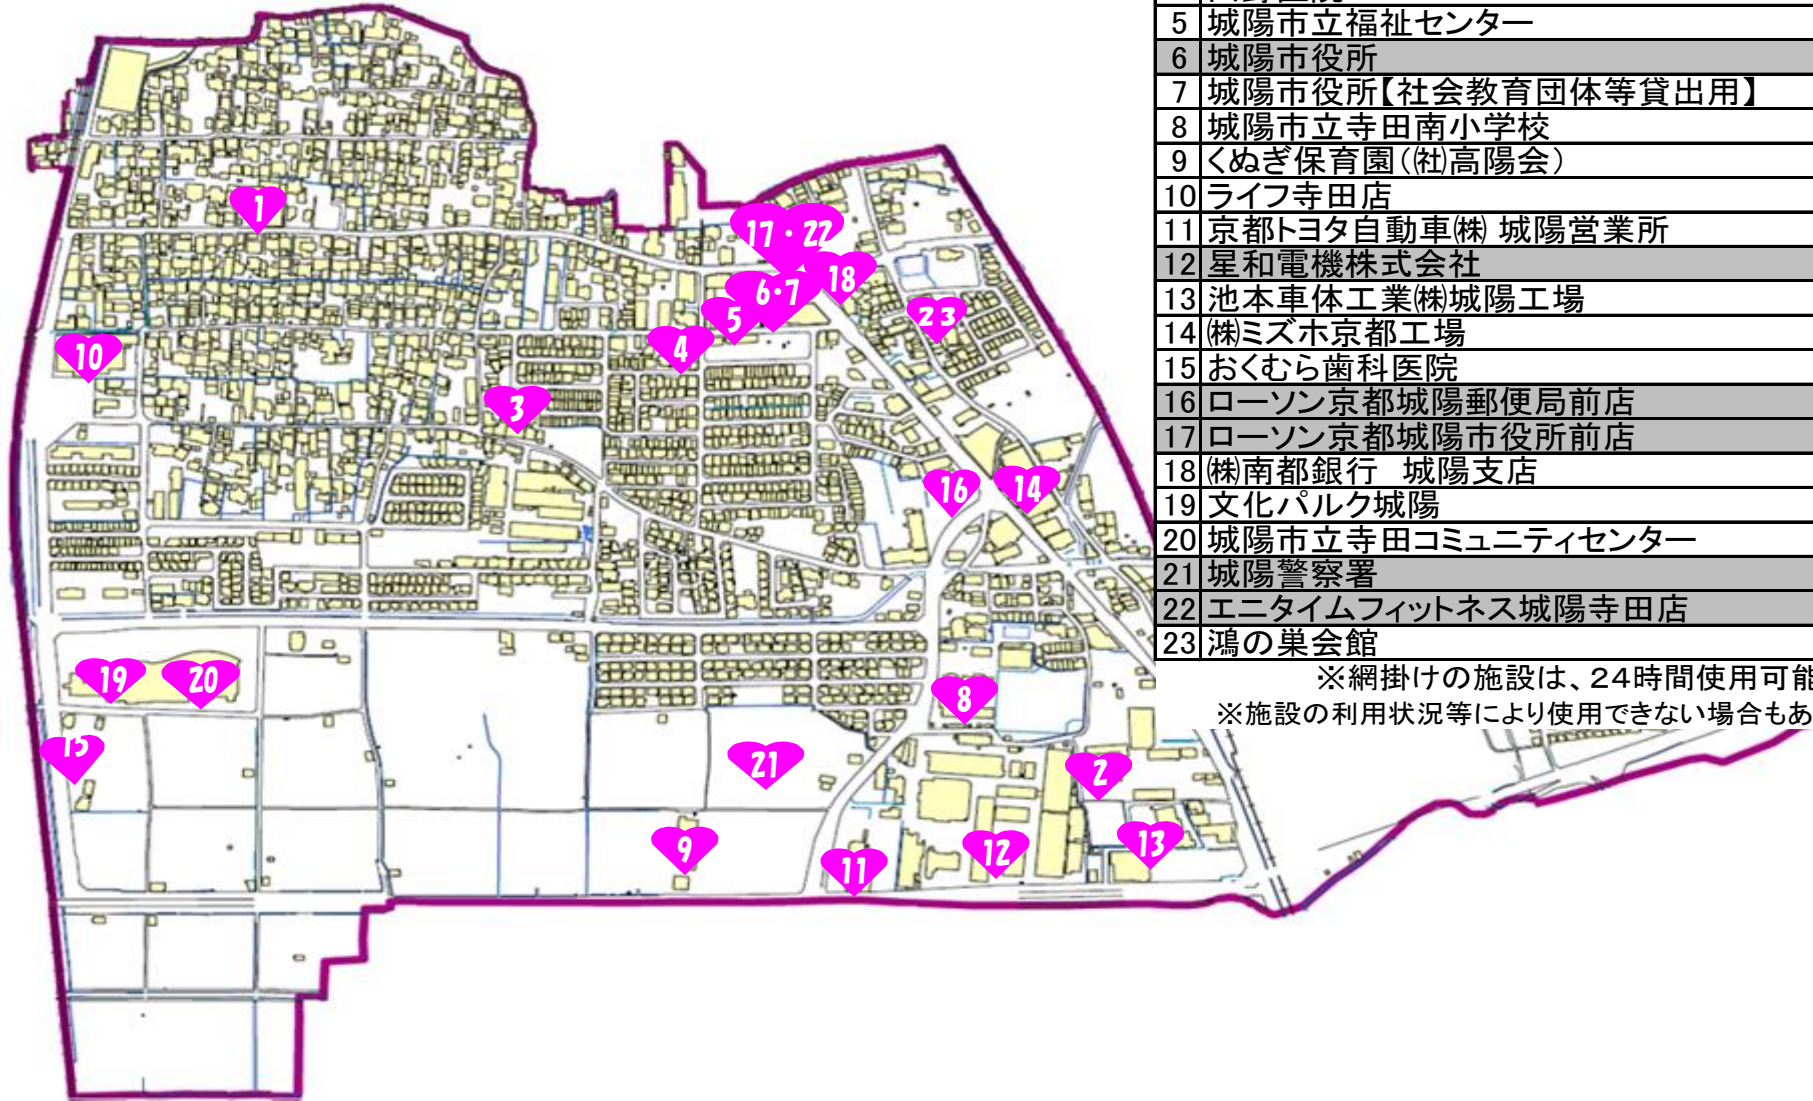 5 城陽市立福祉センター
6 城陽市役所
7 城陽市役所【社会教育団体等貸出用】
8 城陽市立寺田南小学校
9 くぬぎ保育園(㈳高陽会)
10 ライフ寺田店
11 京都トヨタ自動車㈱ 城陽営業所
12 星和電機株式会社
13 池本車体工業㈱城陽工場
14 ㈱ミズホ京都工場
15 おくむら歯科医院
16 ローソン京都城陽郵便局前店
17 ローソン京都城陽市役所前店
18 ㈱南都銀行 城陽支店
19 文化パルク城陽
20 城陽市立寺田コミュニティセンター
21 城陽警察署
22 エニタイムフィットネス城陽寺田店
23 鴻の巣会館
※網掛けの施設は、24時間使用可能
※施設の利用状況等により使用できない場合もあ
1
17・22
18
6・7
5
23
4
10
3
16
14
19
20
8
15
21
2
9
11
12
13